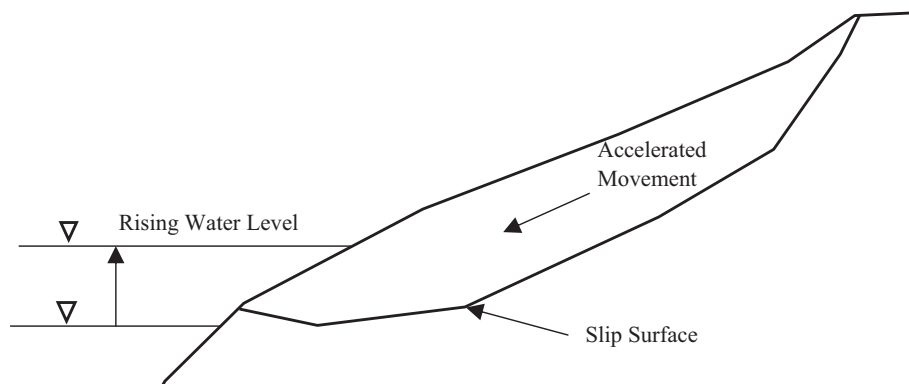 Accelerated
Movement
Rising Water Level
Slip Surface